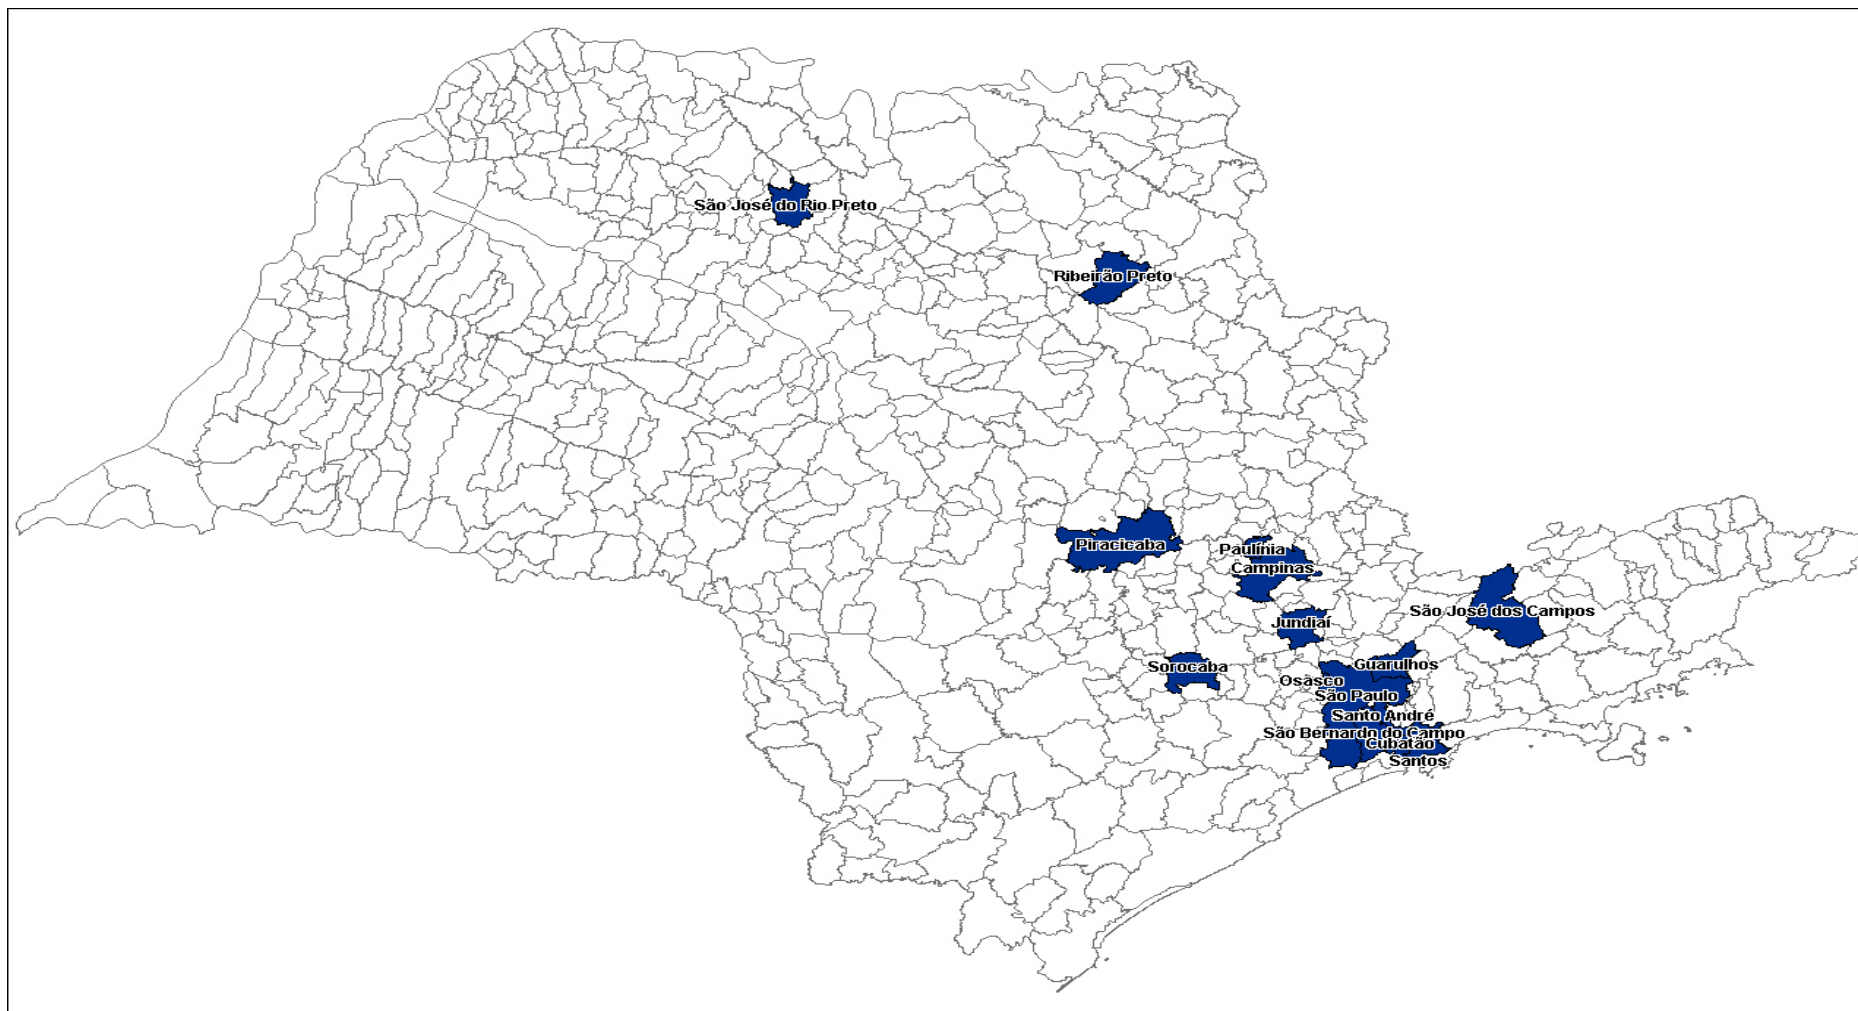 São José do Rio Preto
Ribeirão Preto
Piracicaba
Paulínia
Campinas
São José dos Campos
Jundiaí
Guarulhos
Sorocaba
Osasco
São Paulo
Santo André
São Bernardo do Campo
Cubatão
Santos